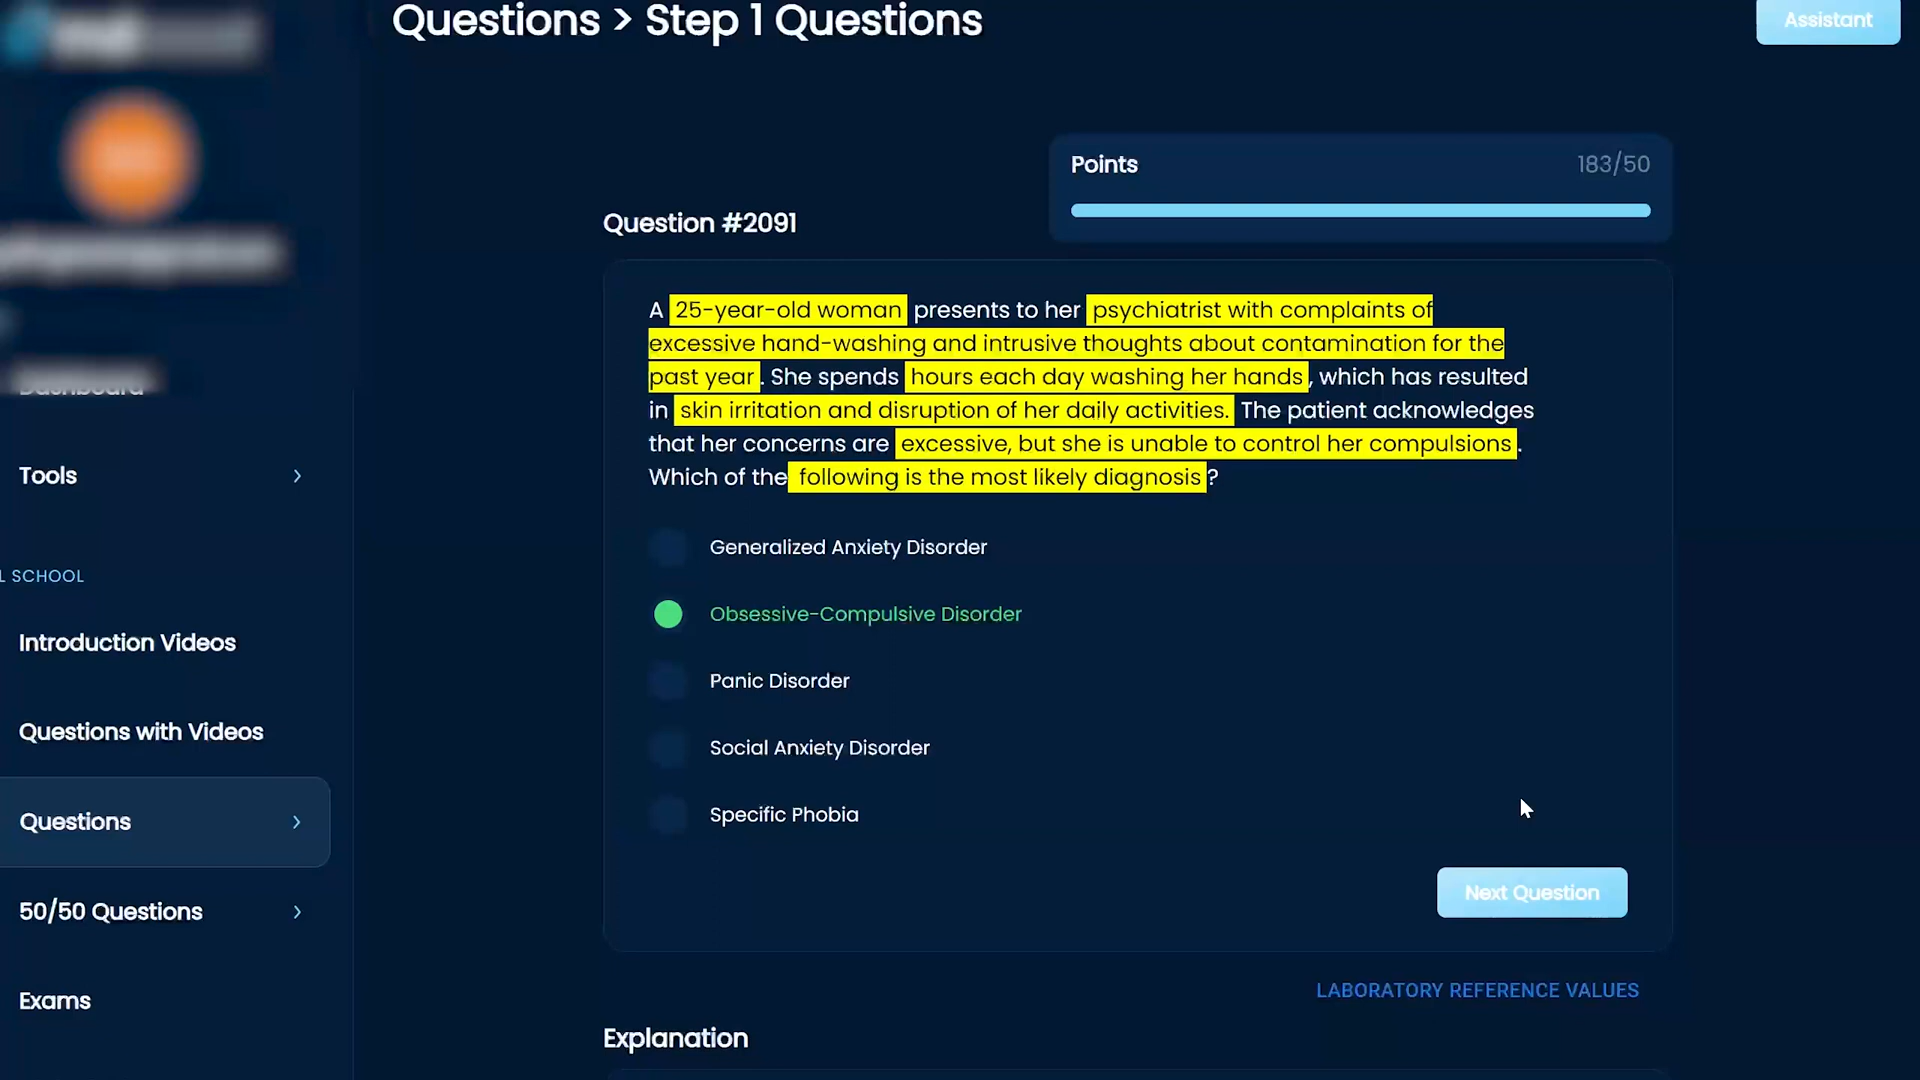 Questions > Step 1 Questions
Assistant
Points
183/50
Question #2091
A 25-year-old woman presents to her psychiatrist with complaints of
excessive hand-washing and intrusive thoughts about contamination for the
past year. She spends hours each day washing her hands, which has resulted
in skin irritation and disruption of her daily activities. The patient acknowledges
that her concerns are excessive, but she is unable to control her compulsions.
Which of the following is the most likely diagnosis?
Generalized Anxiety Disorder
Obsessive-Compulsive Disorder
Panic Disorder
Social Anxiety Disorder
Specific Phobia
Next Question
LABORATORY REFERENCE VALUES
Explanation
Dashboard
Tools
L SCHOOL
Introduction Videos
Questions with Videos
Questions
50/50 Questions
Exams